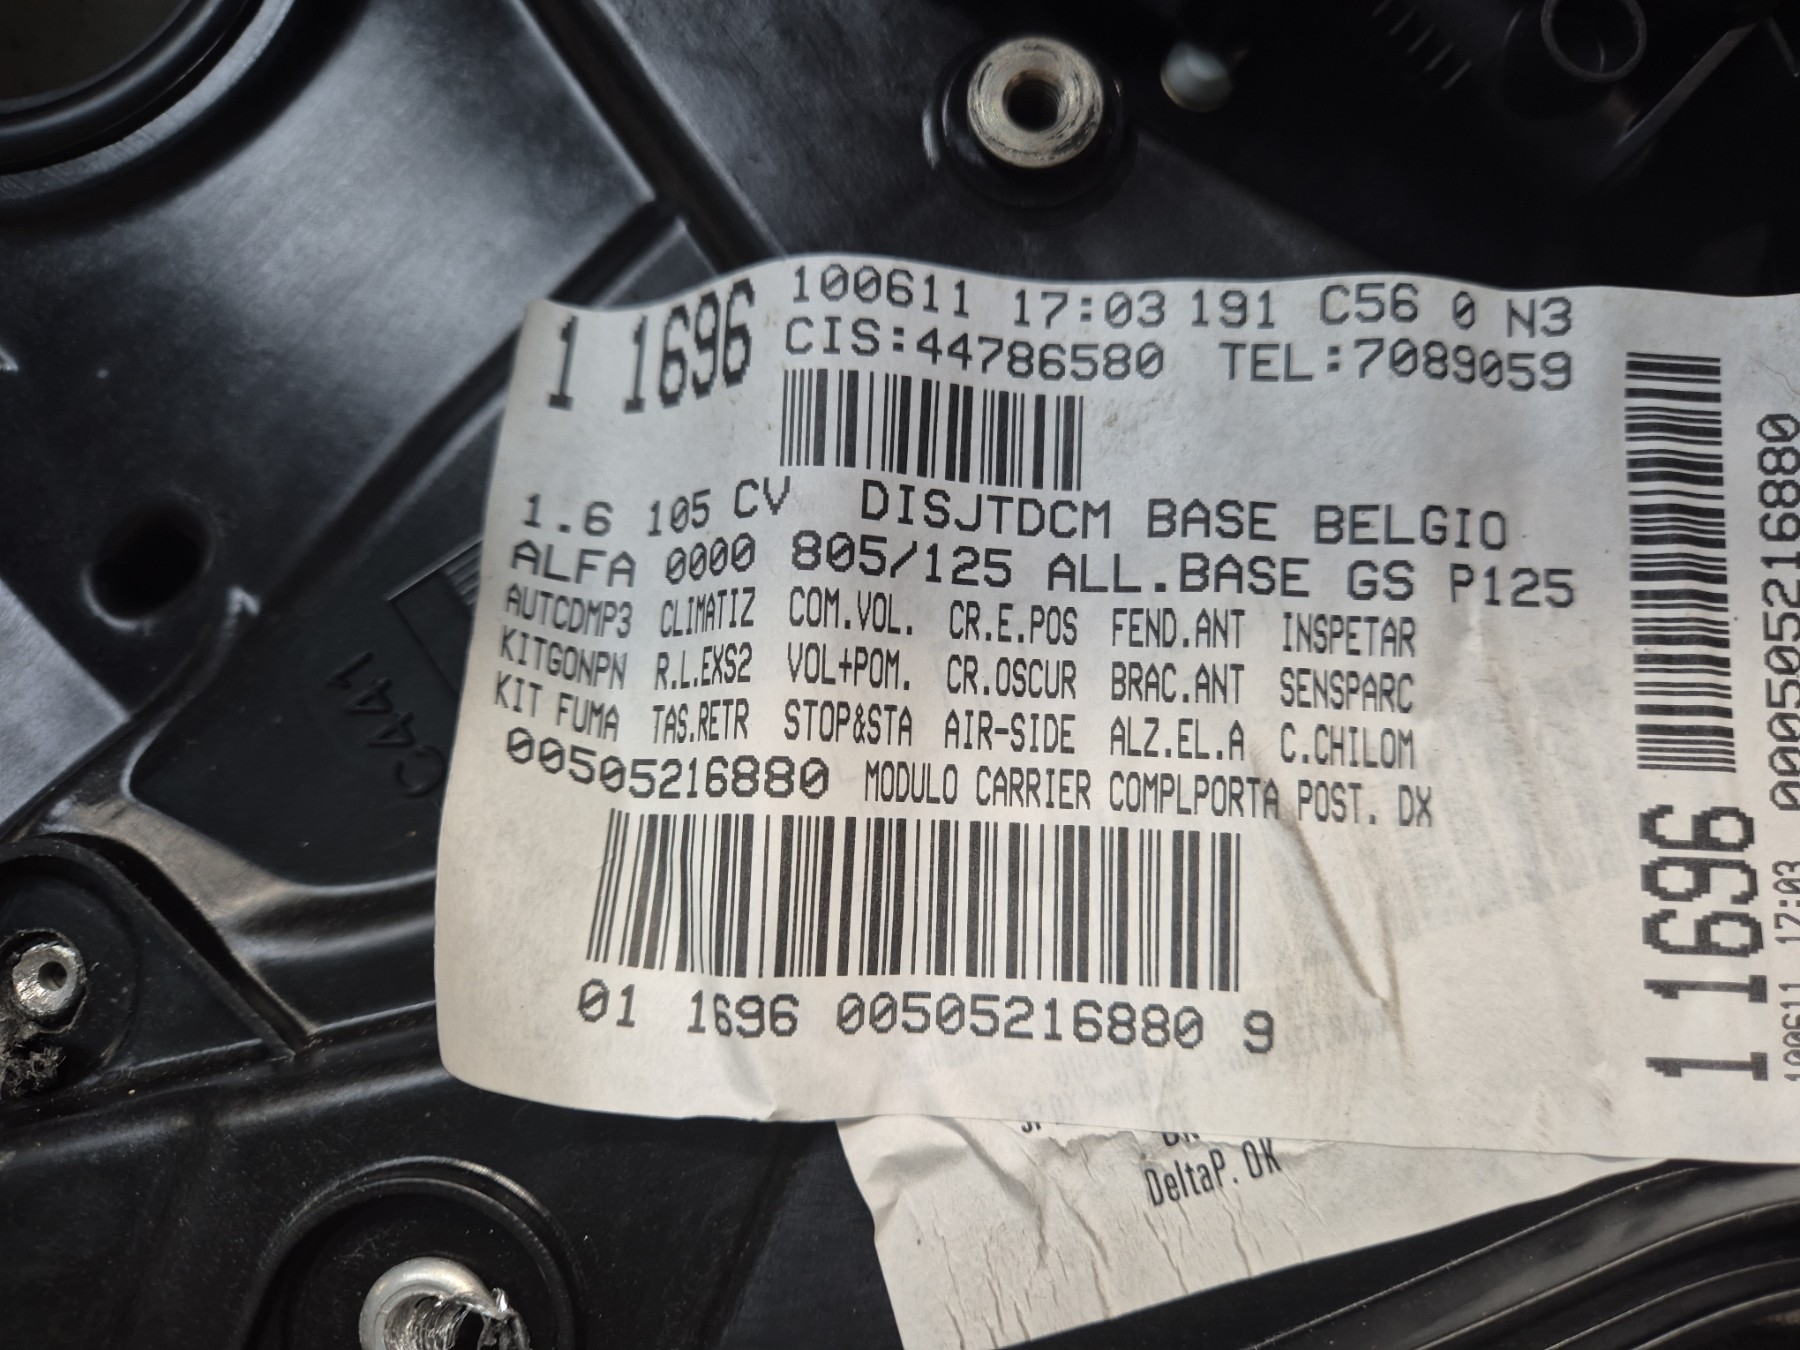 1 1696
100611 17:03 191 C56 0 N3
CIS:44786580 TEL:7089059
1.6 105 CV DISJTDCM BASE BELGIO
ALFA 0000 805/125 ALL.BASE GS P125
AUTCDMP3 CLIMATIZ COM.VOL. CR.E.POS FEND.ANT INSPETAR
KITGONPN R.L.EXS2 VOL+POM. CR.OSCUR BRAC.ANT SENSPARC
KIT FUMA TAS.RETR STOP&STA AIR-SIDE ALZ.EL.A C.CHILOM
00505216880 MODULO CARRIER COMPLPORTA POST. DX
01 1696 00505216880 9
1 1696
000505216880
100611 17:03
C441
DeltaP. OK